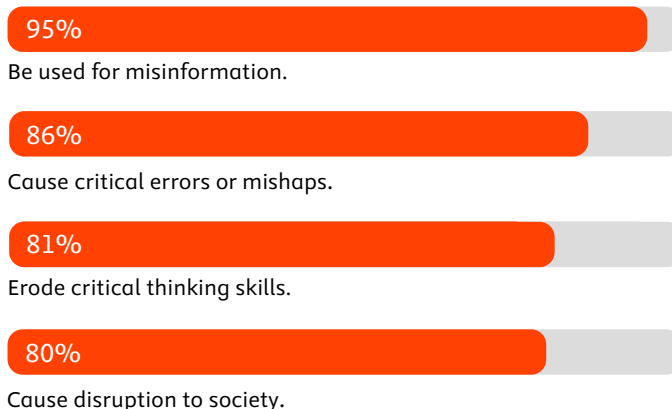 95%
Be used for misinformation.
86%
Cause critical errors or mishaps.
81%
Erode critical thinking skills.
80%
Cause disruption to society.